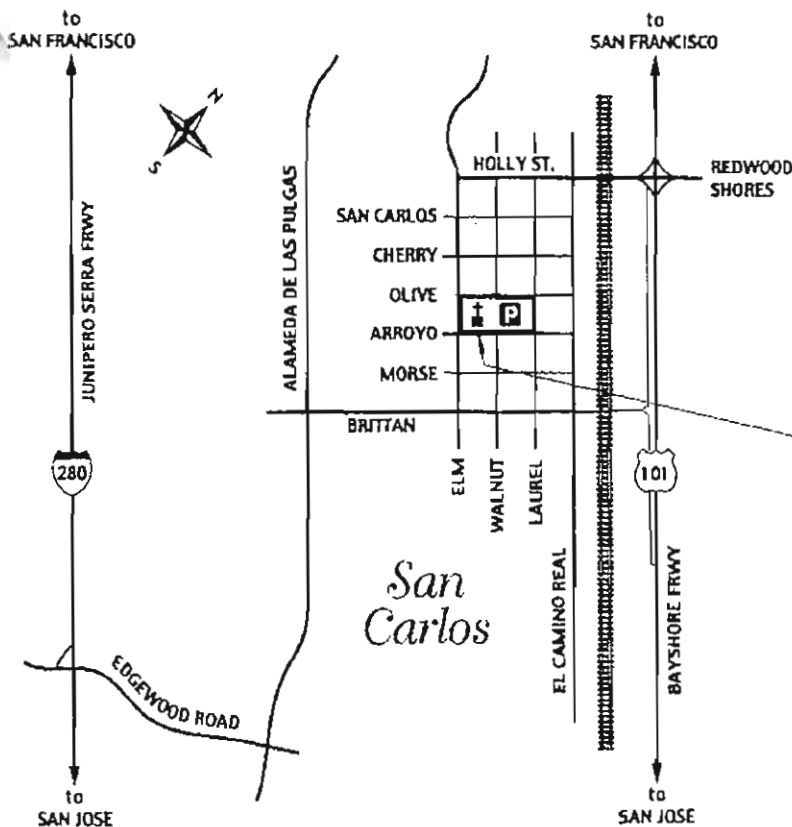 to
SAN FRANCISCO
to
SAN FRANCISCO
N
S
HOLLY ST.
REDWOOD
SHORES
SAN CARLOS
CHERRY
OLIVE
P
ARROYO
MORSE
BRITTAN
JUNIPERO SERRA FRWY
ALAMEDA DE LAS PULGAS
280
101
ELM
WALNUT
LAUREL
San
Carlos
EL CAMINO REAL
BAYSHORE FRWY
EDGEWOOD ROAD
to
SAN JOSE
to
SAN JOSE